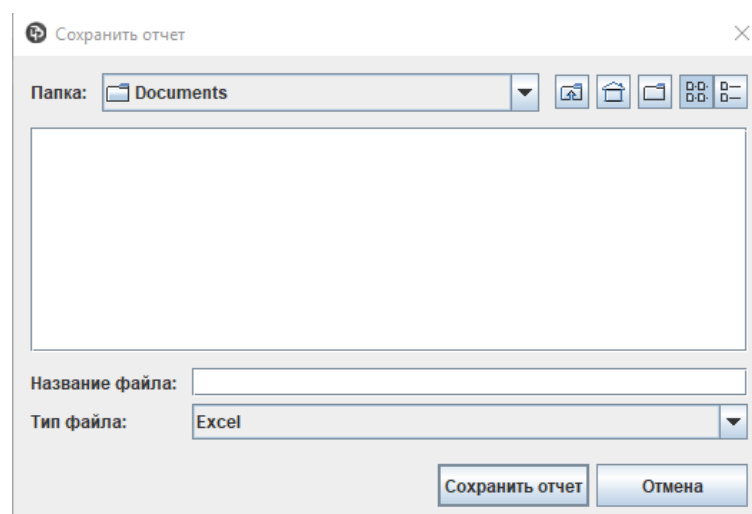 Сохранить отчет
Папка: Documents
Название файла:
Тип файла: Excel
Сохранить отчет Отмена